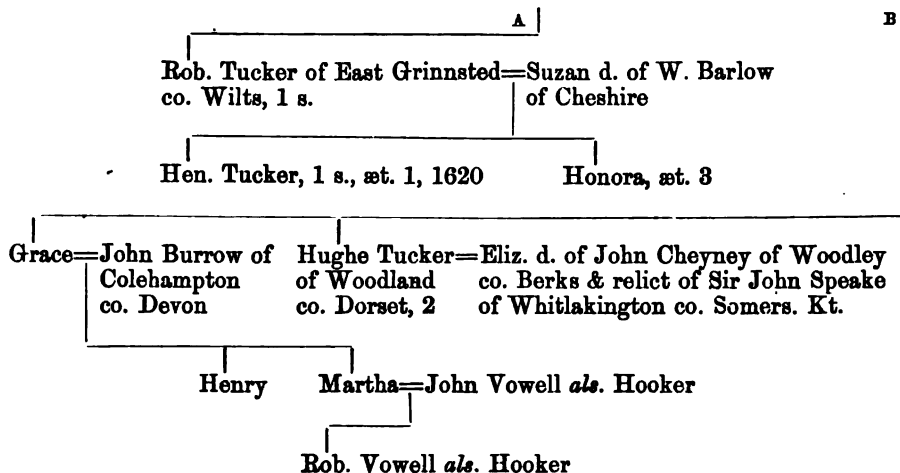 A B
Rob. Tucker of East Grinnsted=Suzan d. of W. Barlow
co. Wilts, 1 s. of Cheshire
Hen. Tucker, 1 s., æt. 1, 1620 Honora, æt. 3
Grace=John Burrow of Hughe Tucker=Eliz. d. of John Cheyney of Woodley
Colehampton of Woodland co. Berks & relict of Sir John Speake
co. Devon co. Dorset, 2 of Whitlakington co. Somers. Kt.
Henry Martha=John Vowell als. Hooker
Rob. Vowell als. Hooker